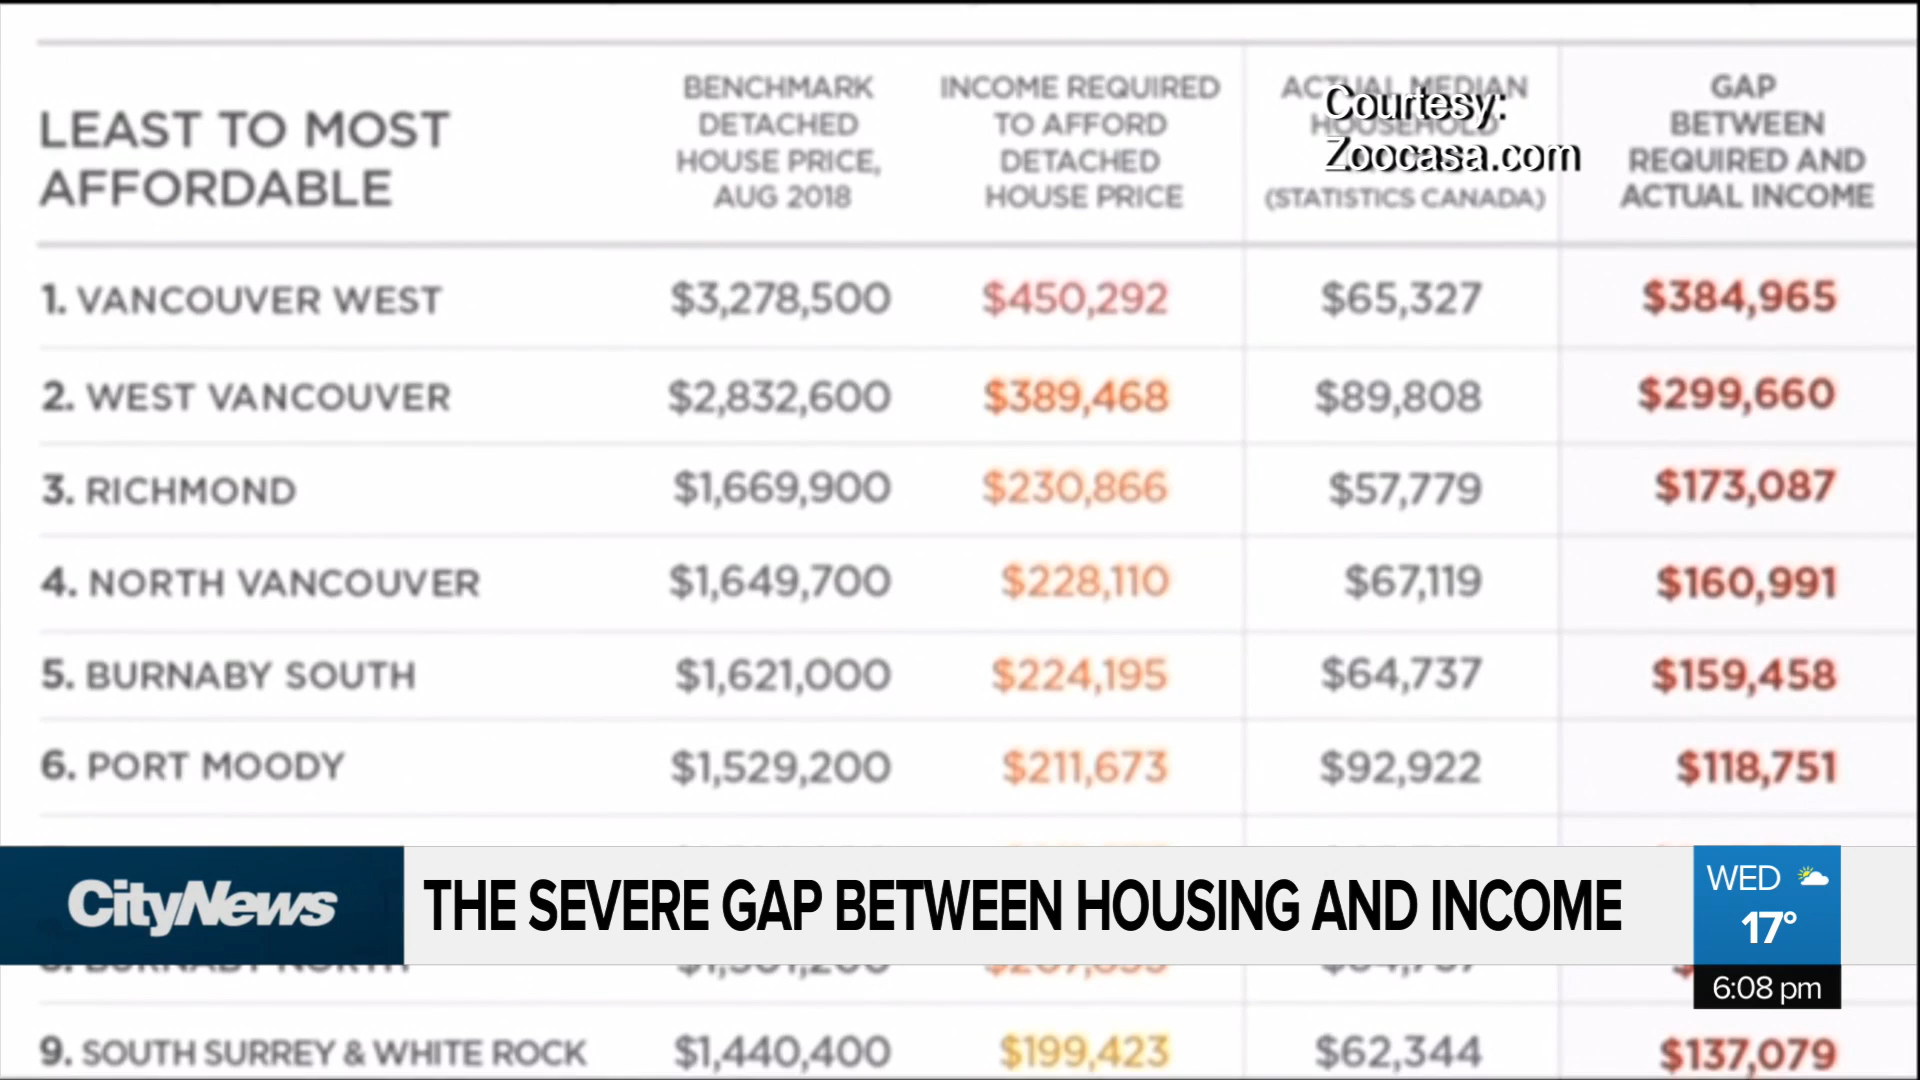 LEAST TO MOST
AFFORDABLE
BENCHMARK
DETACHED
HOUSE PRICE,
AUG 2018
INCOME REQUIRED
TO AFFORD
DETACHED
HOUSE PRICE
ACTUAL MEDIAN
HOUSEHOLD
(STATISTICS CANADA)
Courtesy:
Zoocasa.com
GAP
BETWEEN
REQUIRED AND
ACTUAL INCOME
1. VANCOUVER WEST $3,278,500 $450,292 $65,327 $384,965
2. WEST VANCOUVER $2,832,600 $389,468 $89,808 $299,660
3. RICHMOND $1,669,900 $230,866 $57,779 $173,087
4. NORTH VANCOUVER $1,649,700 $228,110 $67,119 $160,991
5. BURNABY SOUTH $1,621,000 $224,195 $64,737 $159,458
6. PORT MOODY $1,529,200 $211,673 $92,922 $118,751
CityNews
THE SEVERE GAP BETWEEN HOUSING AND INCOME
WED
17°
6:08 pm
BURNABY NORTH
9. SOUTH SURREY & WHITE ROCK $1,440,400 $199,423 $62,344 $137,079